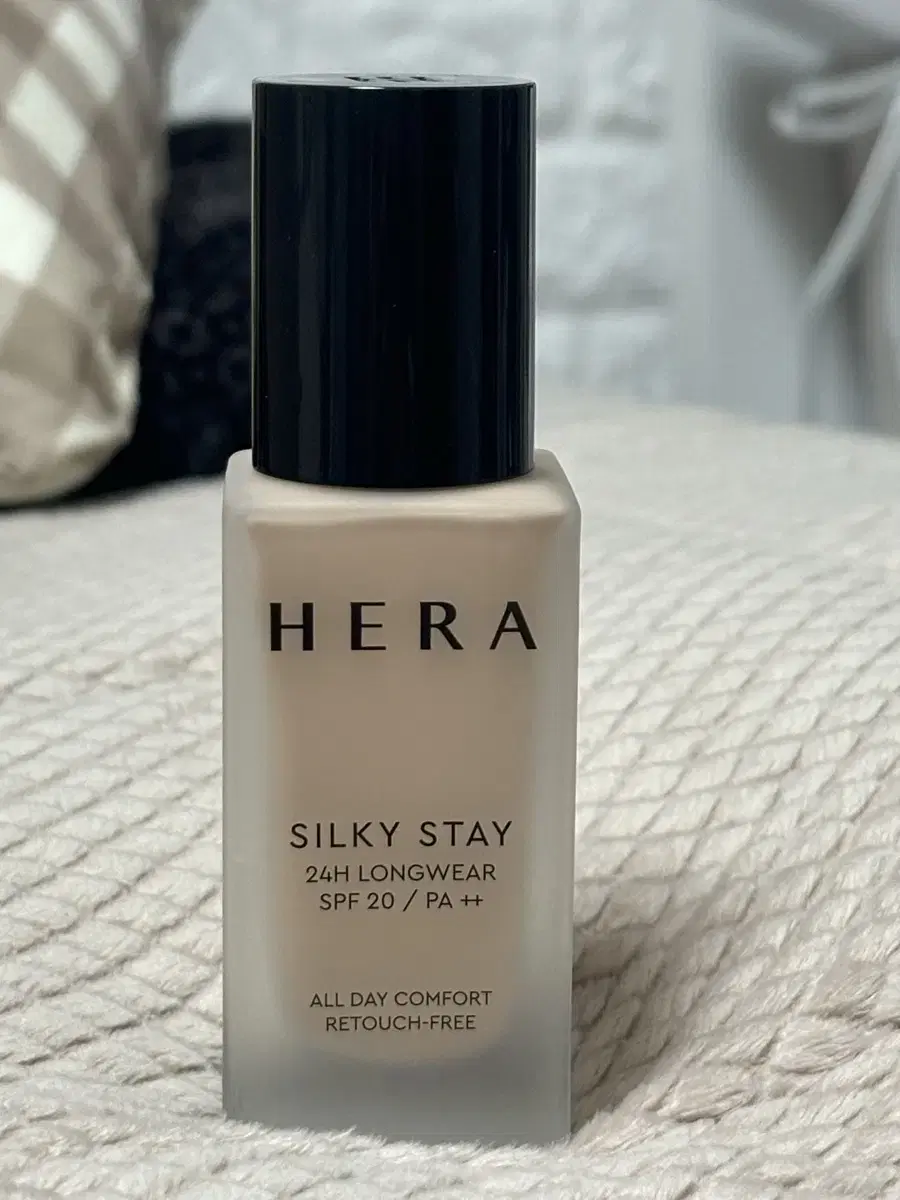 HERA
SILKY STAY
24H LONGWEAR
SPF 20 / PA ++
ALL DAY COMFORT
RETOUCH-FREE